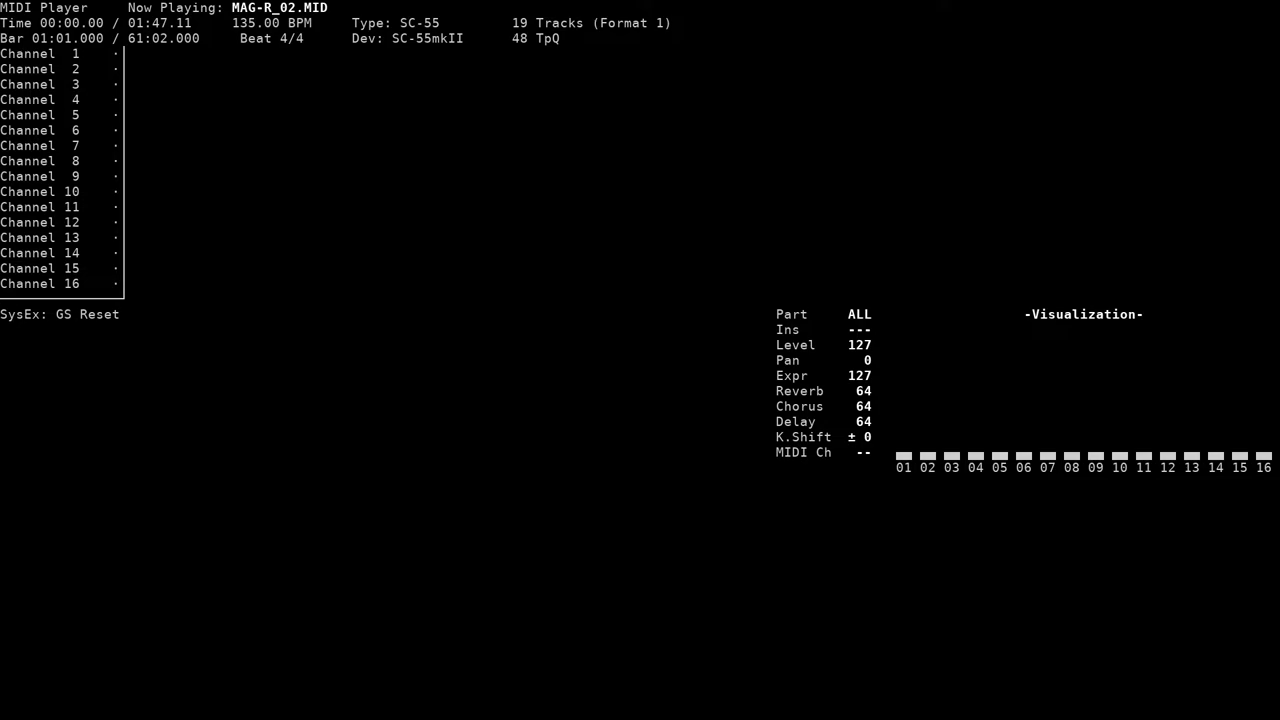 MIDI Player     Now Playing: MAG-R_02.MID
Time 00:00.00 / 01:47.11    135.00 BPM     Type: SC-55         19 Tracks (Format 1)
Bar 01:01.000 / 61:02.000     Beat 4/4      Dev: SC-55mkII      48 TpQ
Channel  1    ·
Channel  2    ·
Channel  3    ·
Channel  4    ·
Channel  5    ·
Channel  6    ·
Channel  7    ·
Channel  8    ·
Channel  9    ·
Channel 10    ·
Channel 11    ·
Channel 12    ·
Channel 13    ·
Channel 14    ·
Channel 15    ·
Channel 16    ·
SysEx: GS Reset
Part     ALL
Ins      ---
Level    127
Pan        0
Expr     127
Reverb    64
Chorus    64
Delay     64
K.Shift  ± 0
MIDI Ch   --
-Visualization-
01 02 03 04 05 06 07 08 09 10 11 12 13 14 15 16